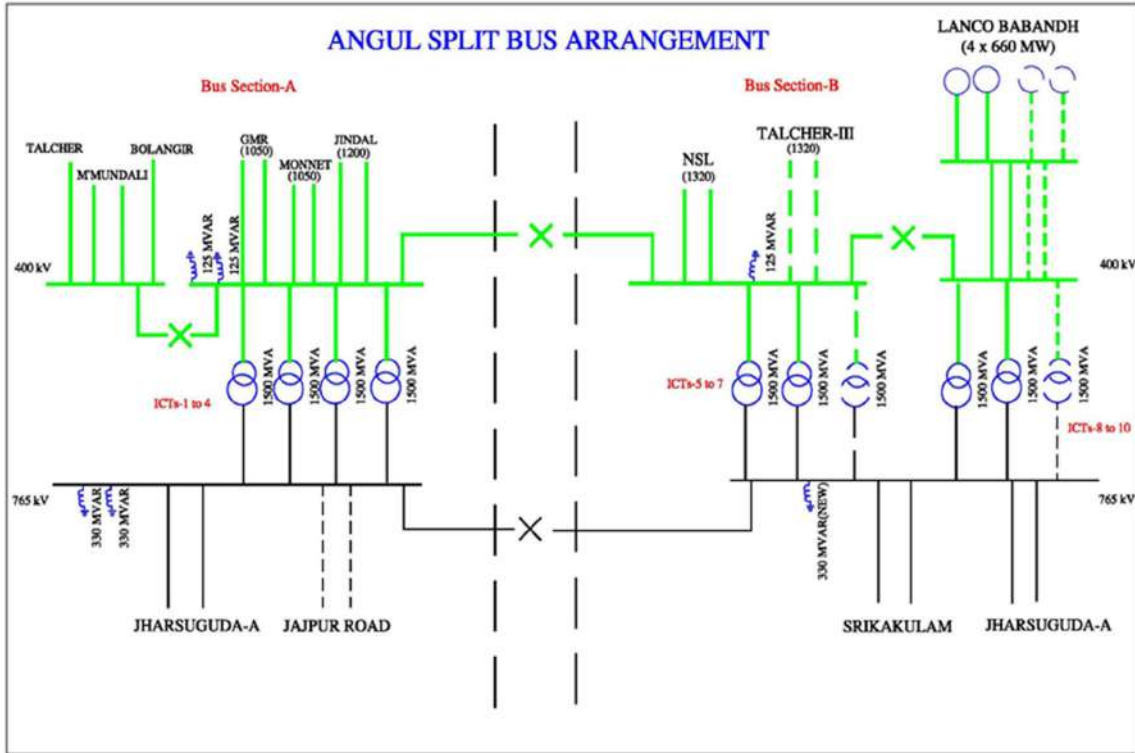 ANGUL SPLIT BUS ARRANGEMENT
LANCO BABANDH
(4 x 660 MW)
Bus Section-A
Bus Section-B
TALCHER
M'MUNDALI
BOLANGIR
GMR
(1050)
MONNET
(1050)
JINDAL
(1200)
NSL
(1320)
TALCHER-III
(1320)
125 MVAR
125 MVAR
125 MVAR
400 kV
400 kV
ICTs-1 to 4
1500 MVA
1500 MVA
1500 MVA
1500 MVA
ICTs-5 to 7
1500 MVA
1500 MVA
1500 MVA
1500 MVA
1500 MVA
1500 MVA
ICTs-8 to 10
765 kV
765 kV
330 MVAR
330 MVAR
330 MVAR(NEW)
JHARSUGUDA-A
JAJPUR ROAD
SRIKAKULAM
JHARSUGUDA-A